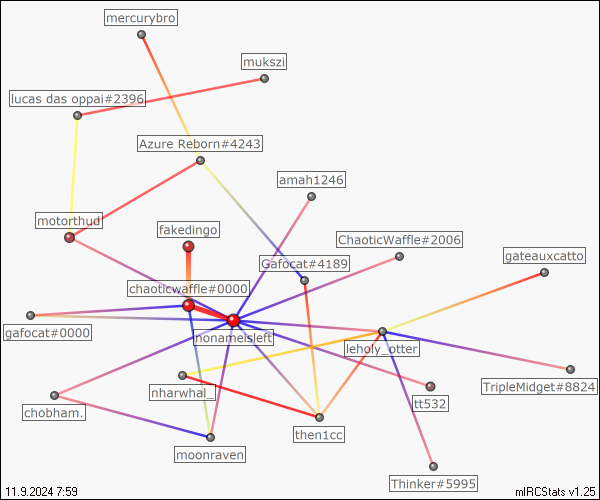 mercurybro
mukszi
lucas das oppai#2396
Azure Reborn#4243
amah1246
motorthud
fakedingo
ChaoticWaffle#2006
gateauxcatto
Gafocat#4189
chaoticwaffle#0000
gafocat#0000
nonameisleft
leholy_otter
TripleMidget#8824
nharwhal_
tt532
chobham.
then1cc
moonraven
Thinker#5995
11.9.2024 7:59
mIRCStats v1.25